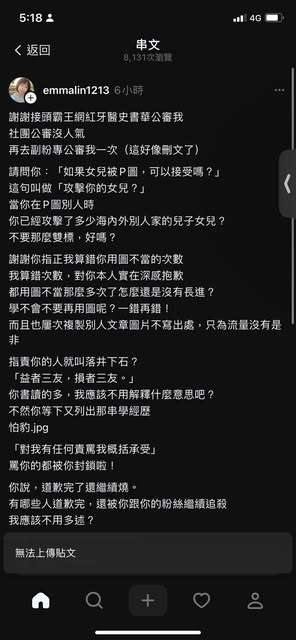 5:18
4G
返回
串文
8,131次瀏覽
emmalin1213 6小時
謝謝接頭霸王網紅牙醫史書華公審我
社團公審沒人氣
再去副粉專公審我一次（這好像刪文了）
請問你：「如果女兒被P圖，可以接受嗎？」
這句叫做「攻擊你的女兒？」
當你在P圖別人時
你已經攻擊了多少海內外別人家的兒子女兒？
不要那麼雙標，好嗎？
謝謝你指正我算錯你用圖不當的次數
我算錯次數，對你本人實在深感抱歉
都用圖不當那麼多次了怎麼還是沒有長進？
學不會不要再用圖呢？一錯再錯！
而且也屢次複製別人文章圖片不寫出處，只為流量沒有是
非
指責你的人就叫落井下石？
「益者三友，損者三友。」
你書讀的多，我應該不用解釋什麼意思吧？
不然你等下又列出那串學經歷
怕豹.jpg
「對我有任何責罵我概括承受」
罵你的都被你封鎖啦！
你說，道歉完了還繼續燒。
有哪些人道歉完，還被你跟你的粉絲繼續追殺
我應該不用多述？
無法上傳貼文